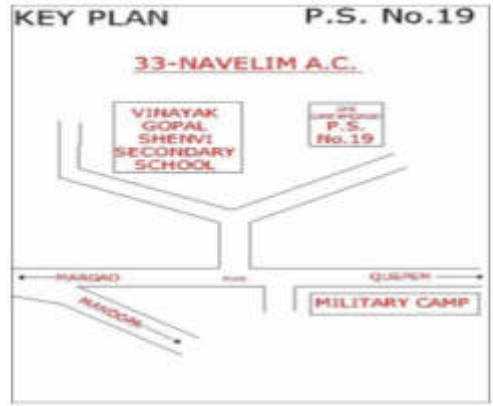 KEY PLAN
P.S. No.19
33-NAVELIM A.C.
VINAYAK
GOPAL
SHENVI
SECONDARY
SCHOOL
P.S.
No.19
MARGAO
QUEPEM
MILITARY CAMP